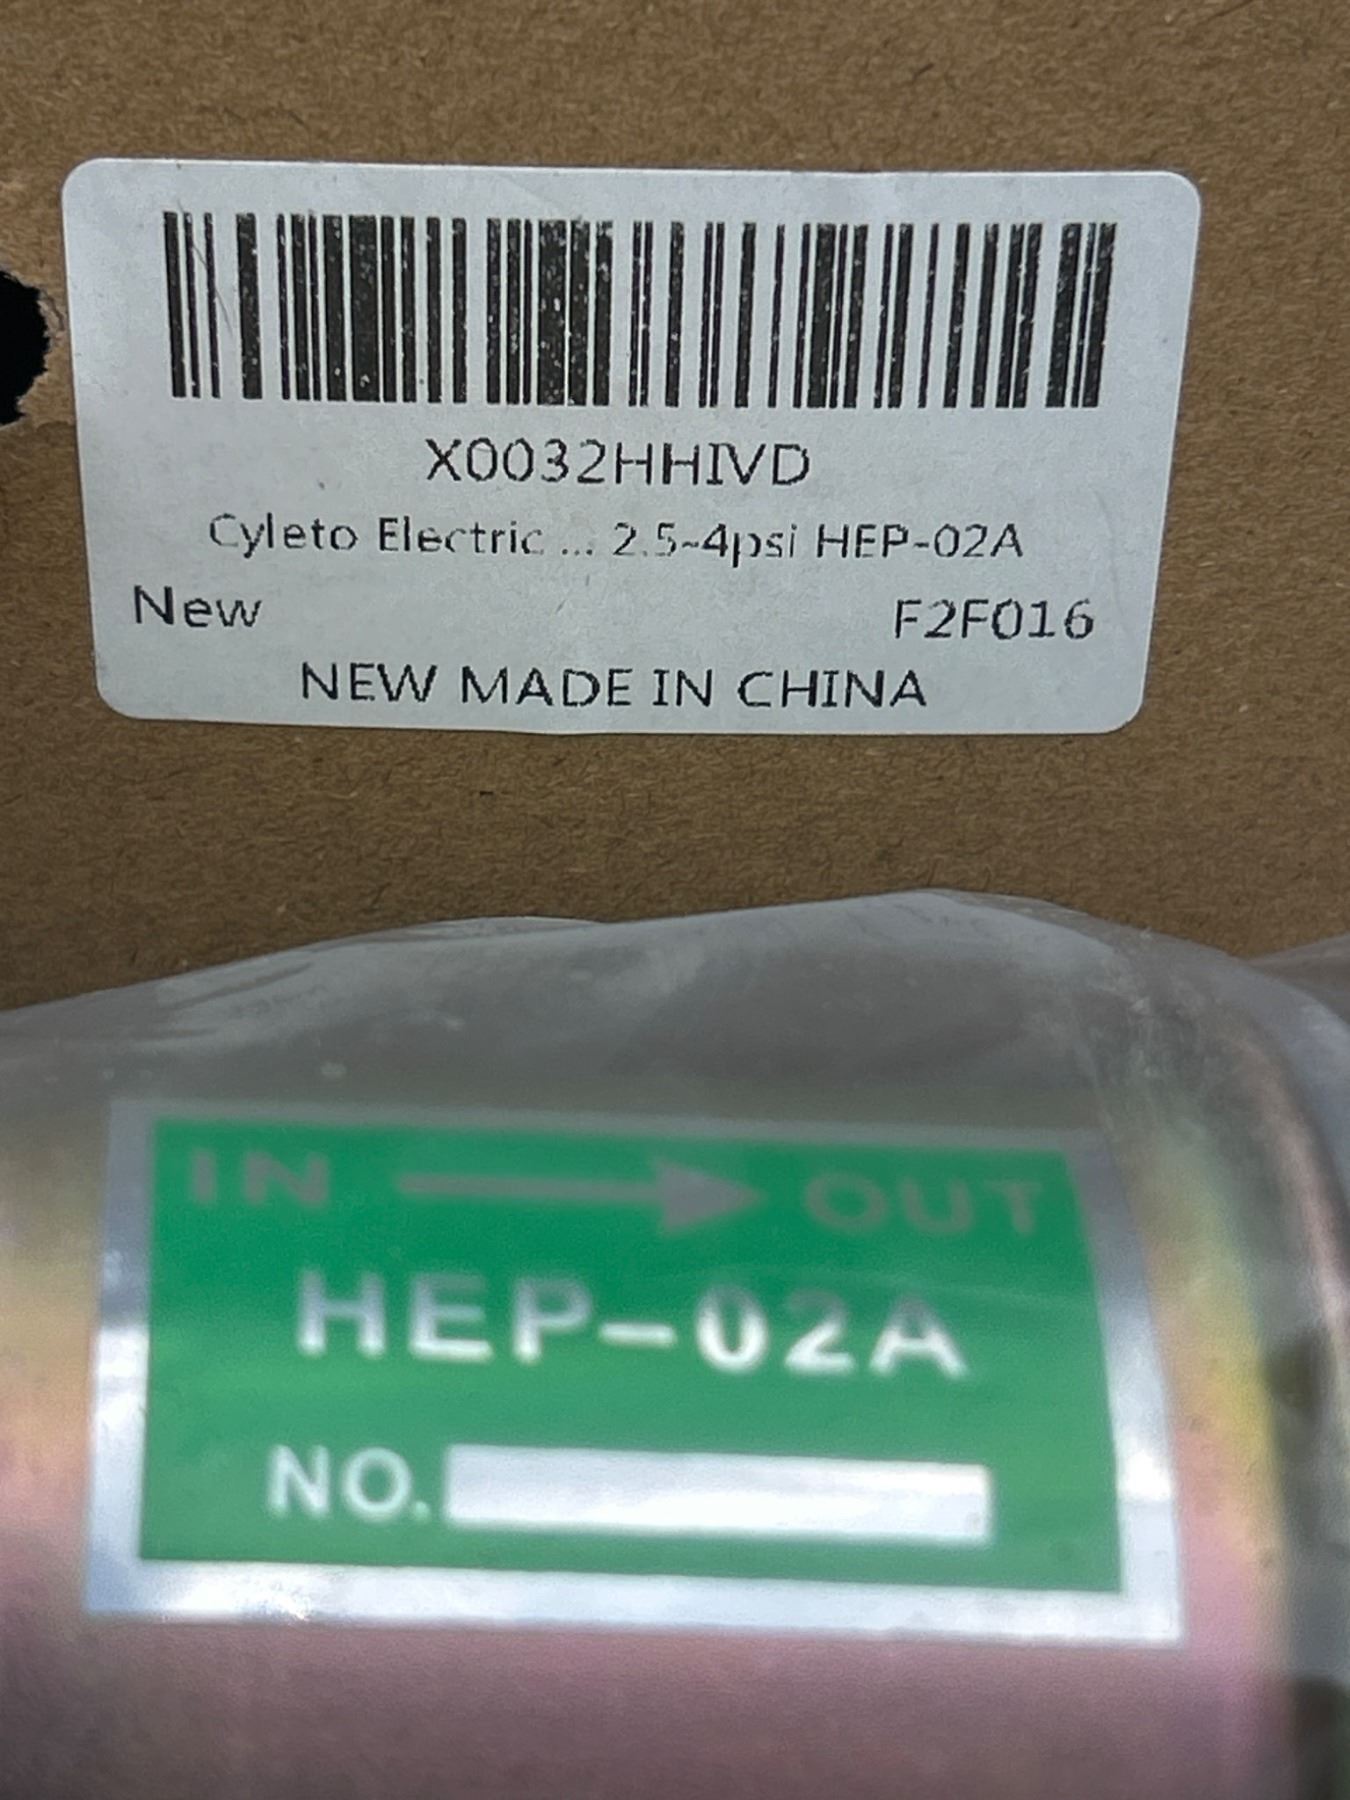 X0032HHIVD
Cyleto Electric ... 2.5~4psi HEP-02A
New F2F016
NEW MADE IN CHINA
IN OUT
HEP-02A
NO.